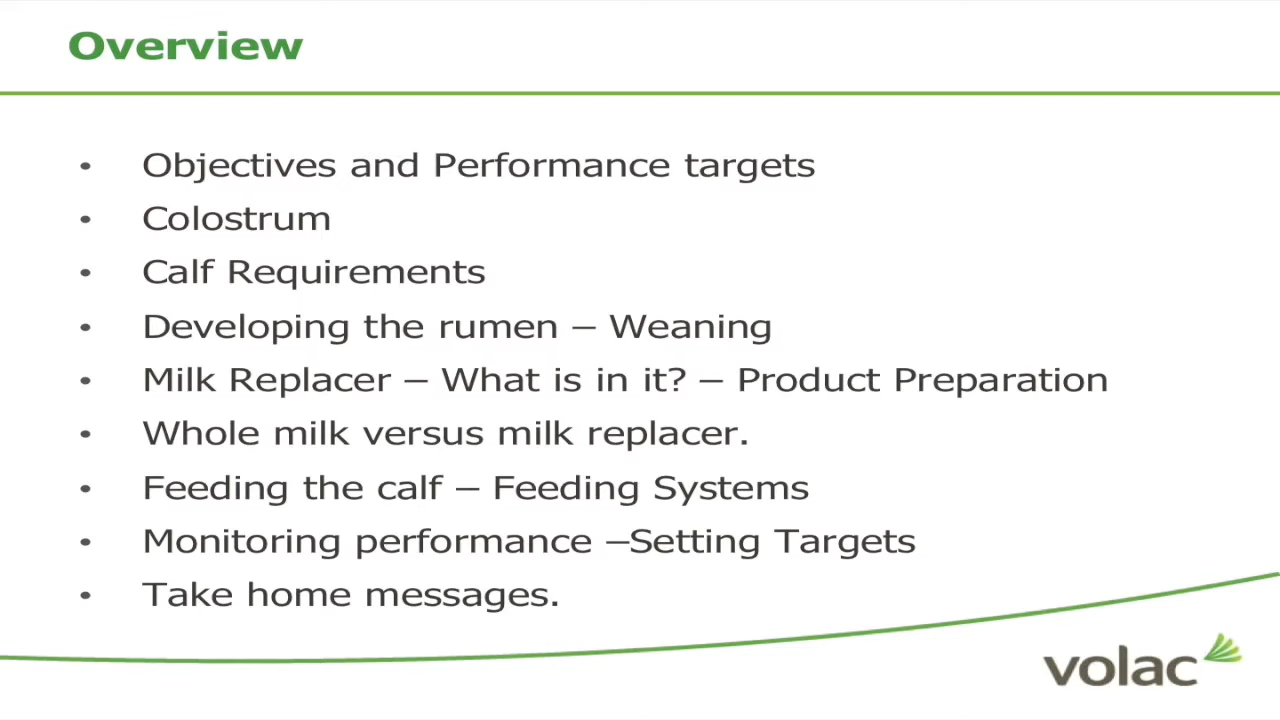 Overview
• Objectives and Performance targets
• Colostrum
• Calf Requirements
• Developing the rumen – Weaning
• Milk Replacer – What is in it? – Product Preparation
• Whole milk versus milk replacer.
• Feeding the calf – Feeding Systems
• Monitoring performance –Setting Targets
• Take home messages.
volac